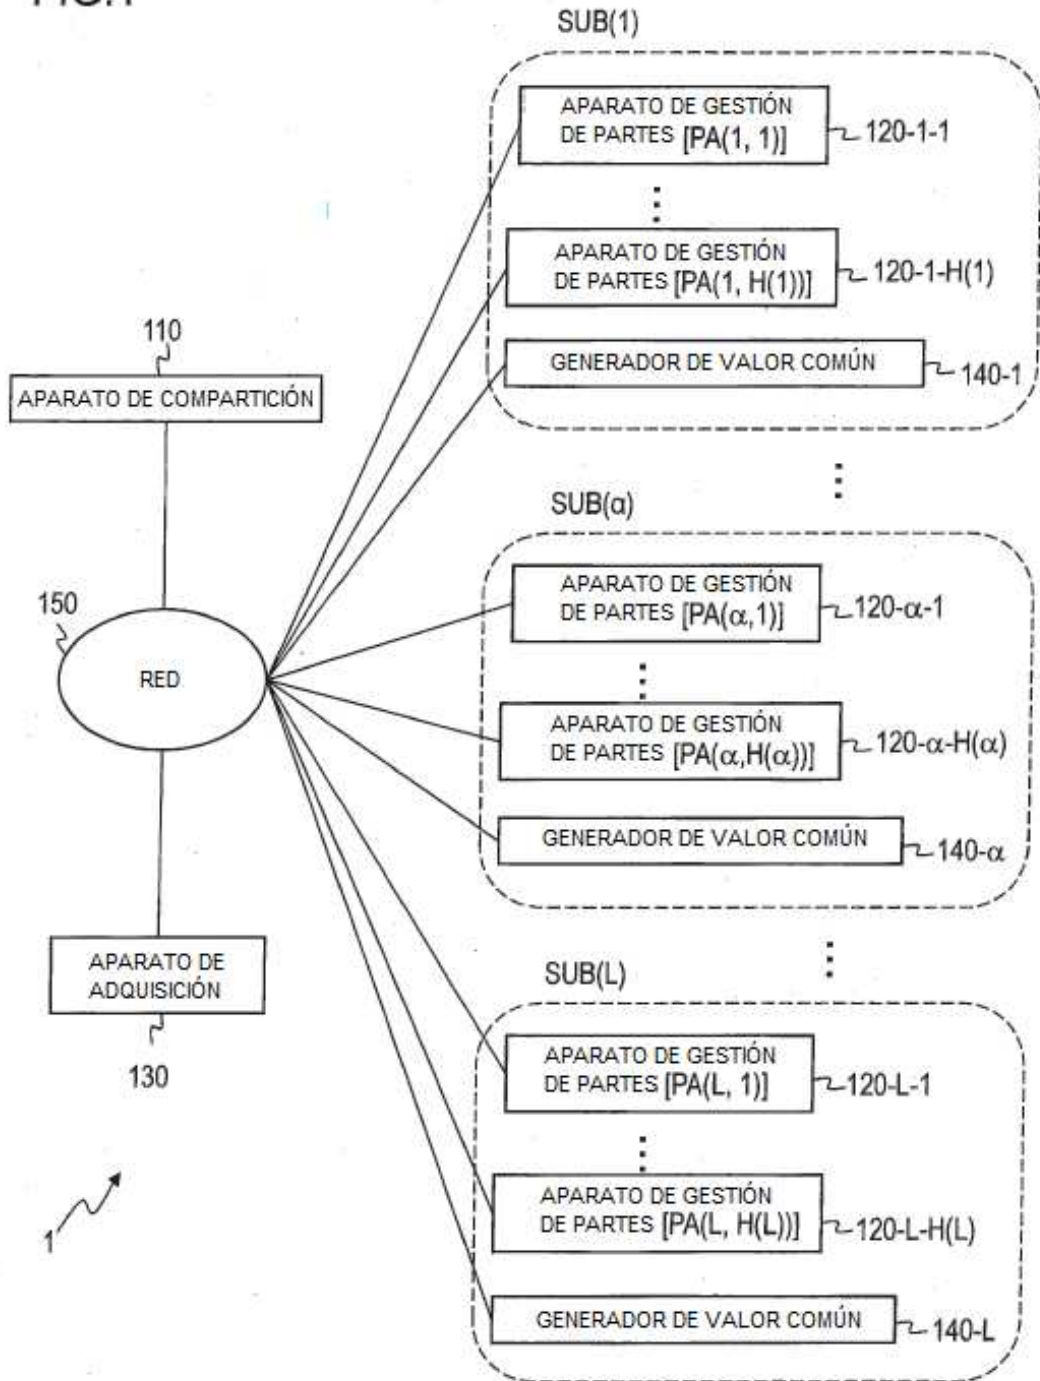 FIG.1
SUB(1)
APARATO DE GESTIÓN
DE PARTES [PA(1, 1)]
120-1-1
APARATO DE GESTIÓN
DE PARTES [PA(1, H(1))]
120-1-H(1)
GENERADOR DE VALOR COMÚN
140-1
110
APARATO DE COMPARTICIÓN
SUB(α)
APARATO DE GESTIÓN
DE PARTES [PA(α,1)]
120-α-1
150
RED
APARATO DE GESTIÓN
DE PARTES [PA(α,H(α))]
120-α-H(α)
GENERADOR DE VALOR COMÚN
140-α
APARATO DE
ADQUISICIÓN
130
SUB(L)
APARATO DE GESTIÓN
DE PARTES [PA(L, 1)]
120-L-1
APARATO DE GESTIÓN
DE PARTES [PA(L, H(L))]
120-L-H(L)
1
GENERADOR DE VALOR COMÚN
140-L